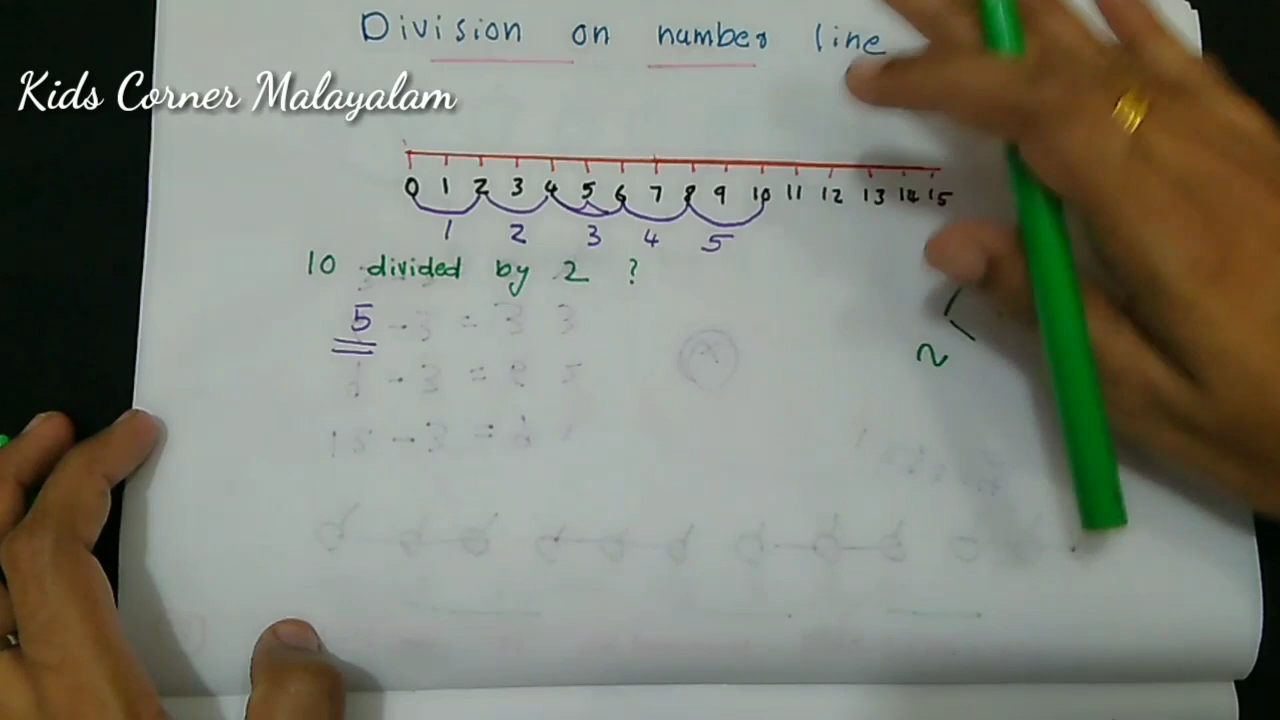 Division on number line
Kids Corner Malayalam
0 1 2 3 4 5 6 7 8 9 10 11 12 13 14 15
1 2 3 4 5
10 divided by 2 ?
5
2